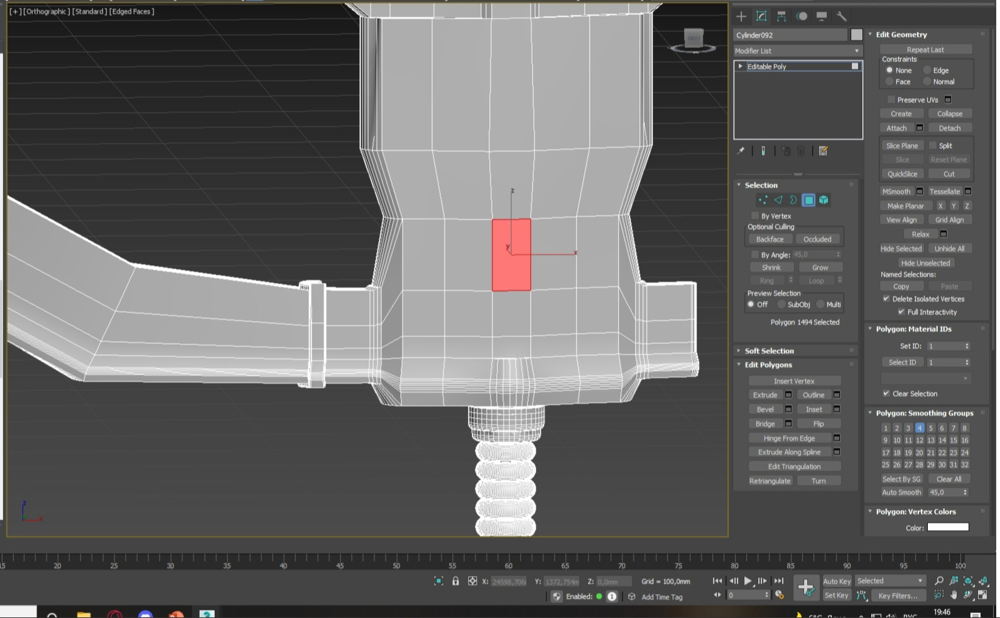 [+] [Orthographic ] [Standard ] [Edged Faces ]
FRONT
z
y
x
z
x
Cylinder092
Modifier List
Editable Poly
Selection
By Vertex
Optional Culling
Backface Occluded
By Angle: 45,0
Shrink Grow
Ring Loop
Preview Selection
Off SubObj Multi
Polygon 1494 Selected
Soft Selection
Edit Polygons
Insert Vertex
Extrude Outline
Bevel Inset
Bridge Flip
Hinge From Edge
Extrude Along Spline
Edit Triangulation
Retriangulate Turn
Edit Geometry
Repeat Last
Constraints
None Edge
Face Normal
Preserve UVs
Create Collapse
Attach Detach
Slice Plane Split
Slice Reset Plane
QuickSlice Cut
MSmooth Tessellate
Make Planar X Y Z
View Align Grid Align
Relax
Hide Selected Unhide All
Hide Unselected
Named Selections:
Copy Paste
Delete Isolated Vertices
Full Interactivity
Polygon: Material IDs
Set ID: 1
Select ID 1
Clear Selection
Polygon: Smoothing Groups
1 2 3 4 5 6 7 8
9 10 11 12 13 14 15 16
17 18 19 20 21 22 23 24
25 26 27 28 29 30 31 32
Select By SG Clear All
Auto Smooth 45,0
Polygon: Vertex Colors
Color:
15 20 25 30 35 40 45 50 55 60 65 70 75 80 85 90 95 100
X: 24598,706 Y: 1372,754m Z: 0,0mm Grid = 100,0mm
Auto Key Selected
Enabled: 1 Add Time Tag
0
Set Key Key Filters...
19:46